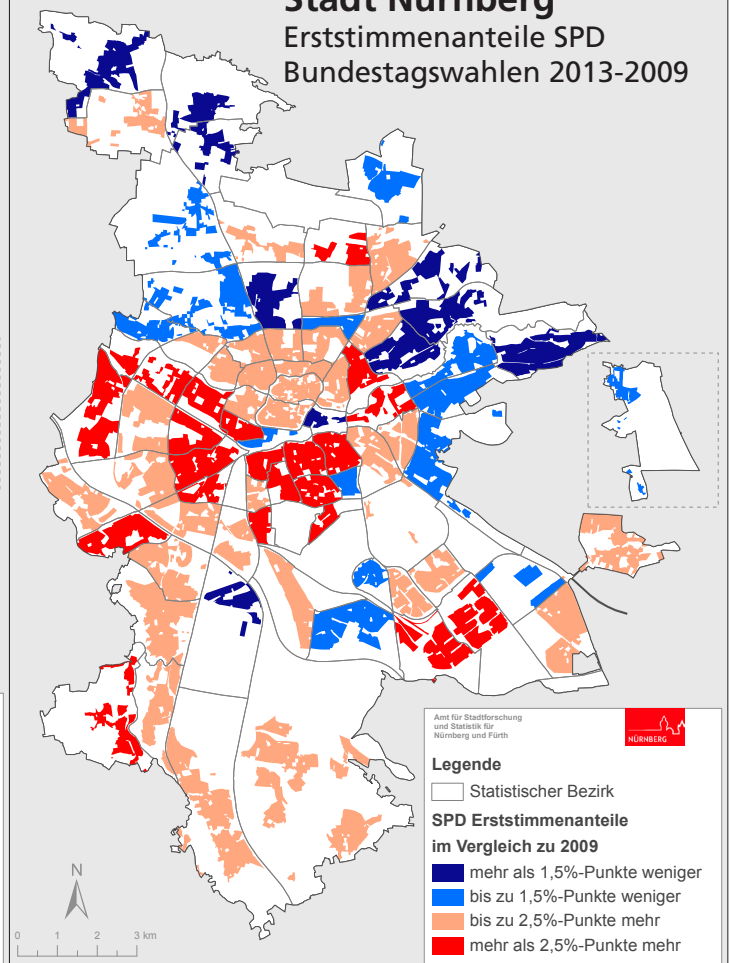 Stadt Nürnberg
Erststimmenanteile SPD
Bundestagswahlen 2013-2009
Amt für Stadtforschung
und Statistik für
Nürnberg und Fürth
NÜRNBERG
Legende
Statistischer Bezirk
SPD Erststimmenanteile
im Vergleich zu 2009
mehr als 1,5%-Punkte weniger
bis zu 1,5%-Punkte weniger
bis zu 2,5%-Punkte mehr
mehr als 2,5%-Punkte mehr
N
0 1 2 3 km